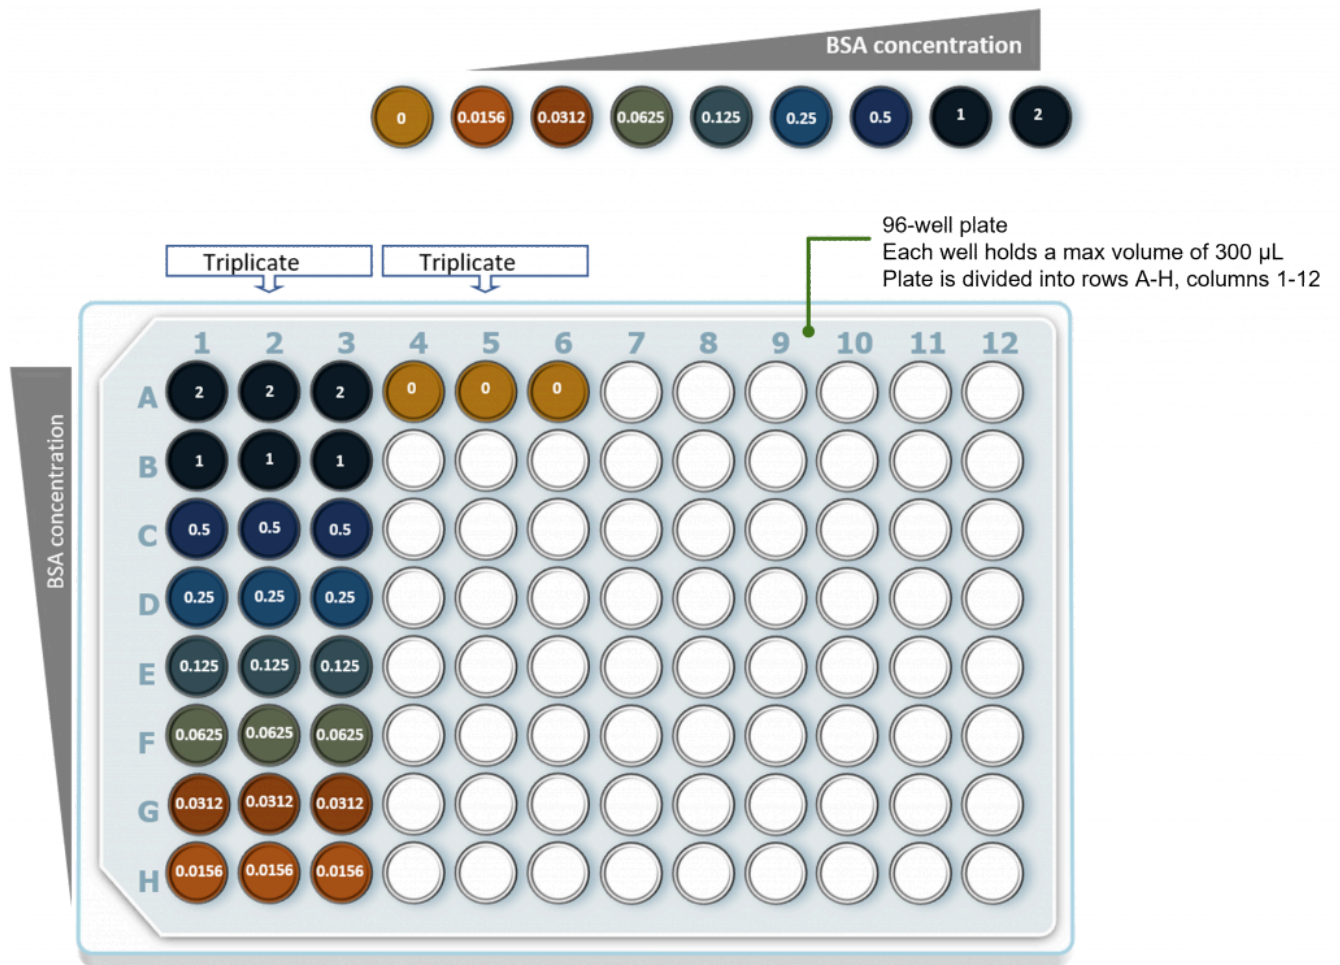 BSA concentration
0 0.0156 0.0312 0.0625 0.125 0.25 0.5 1 2
96-well plate
Each well holds a max volume of 300 µL
Plate is divided into rows A-H, columns 1-12
Triplicate Triplicate
1 2 3 4 5 6 7 8 9 10 11 12
A 2 2 2 0 0 0
B 1 1 1
C 0.5 0.5 0.5
D 0.25 0.25 0.25
E 0.125 0.125 0.125
F 0.0625 0.0625 0.0625
G 0.0312 0.0312 0.0312
H 0.0156 0.0156 0.0156
BSA concentration